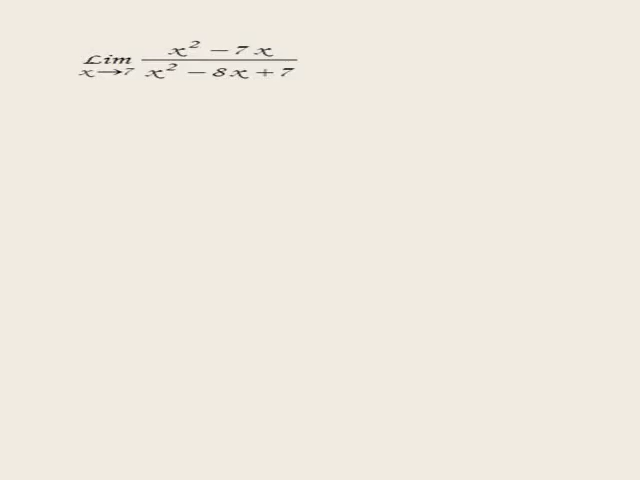 Lim x→7 x² − 7x / x² − 8x + 7